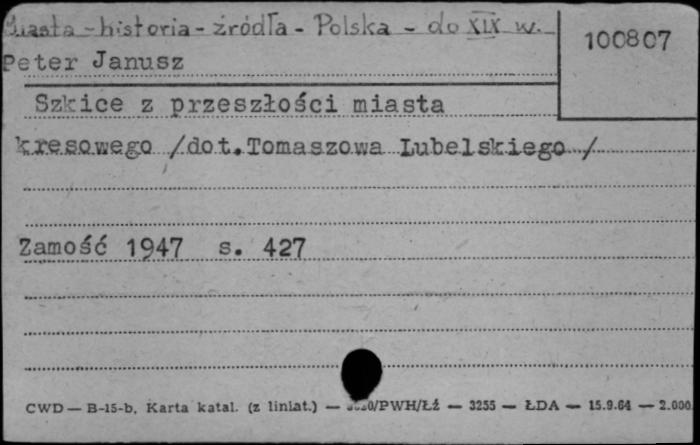 Miasta - historia - źródła - Polska - do XIX w.
100807
Peter Janusz
Szkice z przeszłości miasta
kresowego /dot.Tomaszowa Lubelskiego /
Zamość 1947 s. 427
CWD — B-15-b, Karta katal. (z liniat.) — /PWH/Łź — 3255 — ŁDA — 15.9.64 — 2.000